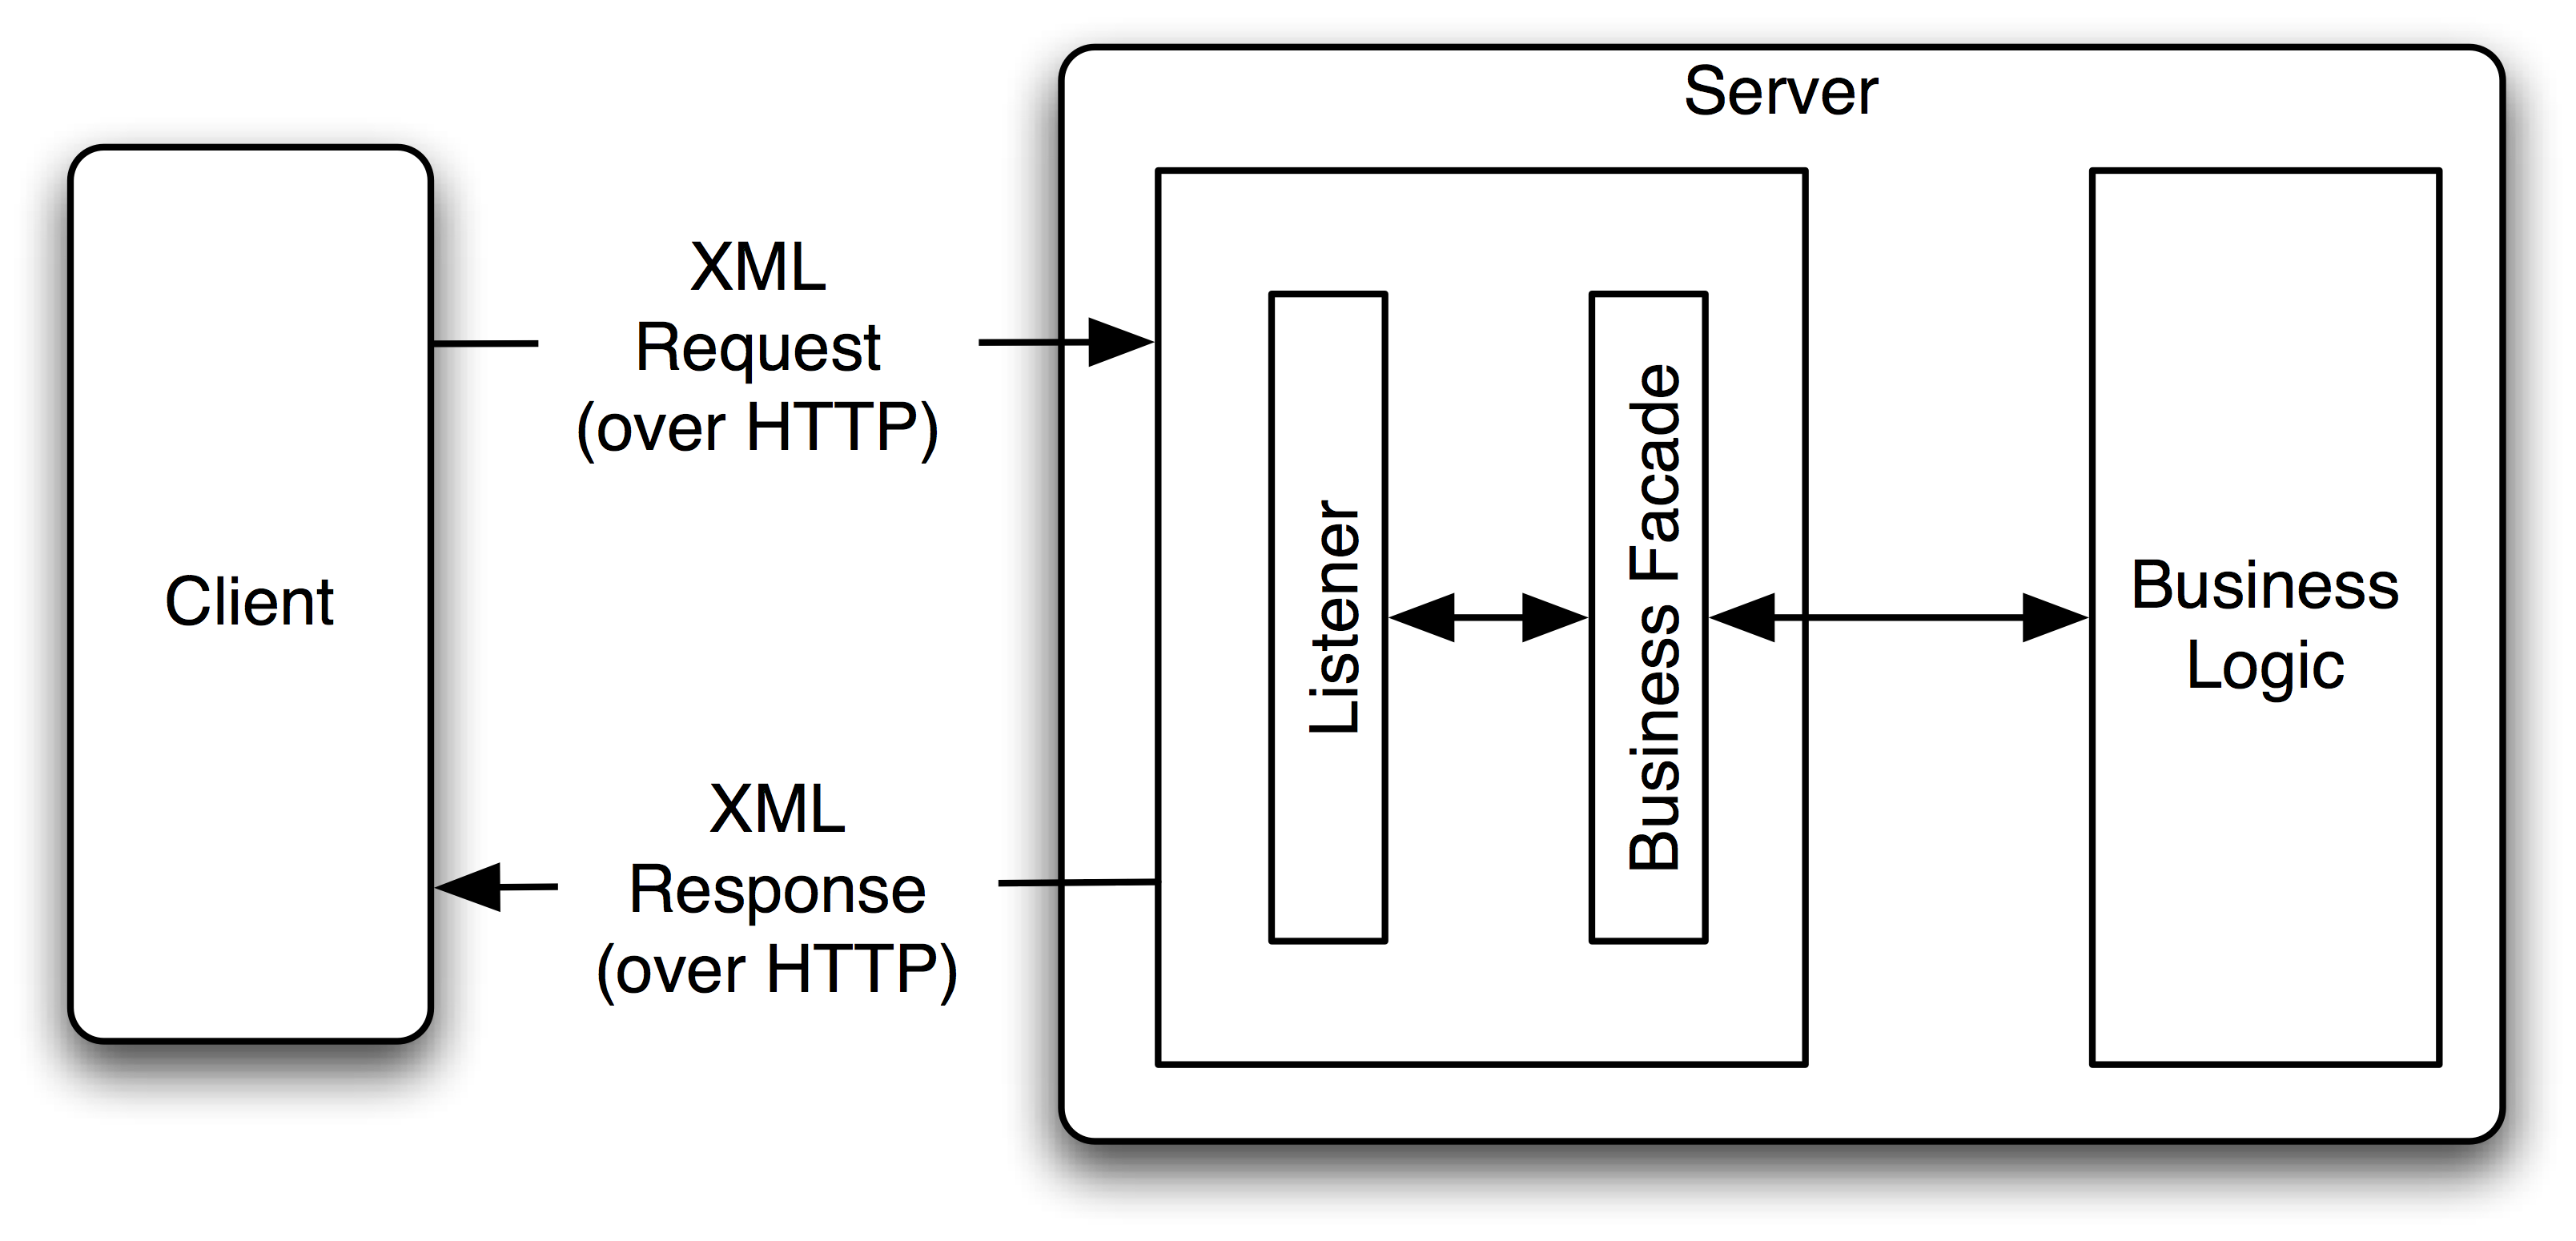 Server
Client
XML
Request
(over HTTP)
XML
Response
(over HTTP)
Listener
Business Facade
Business
Logic